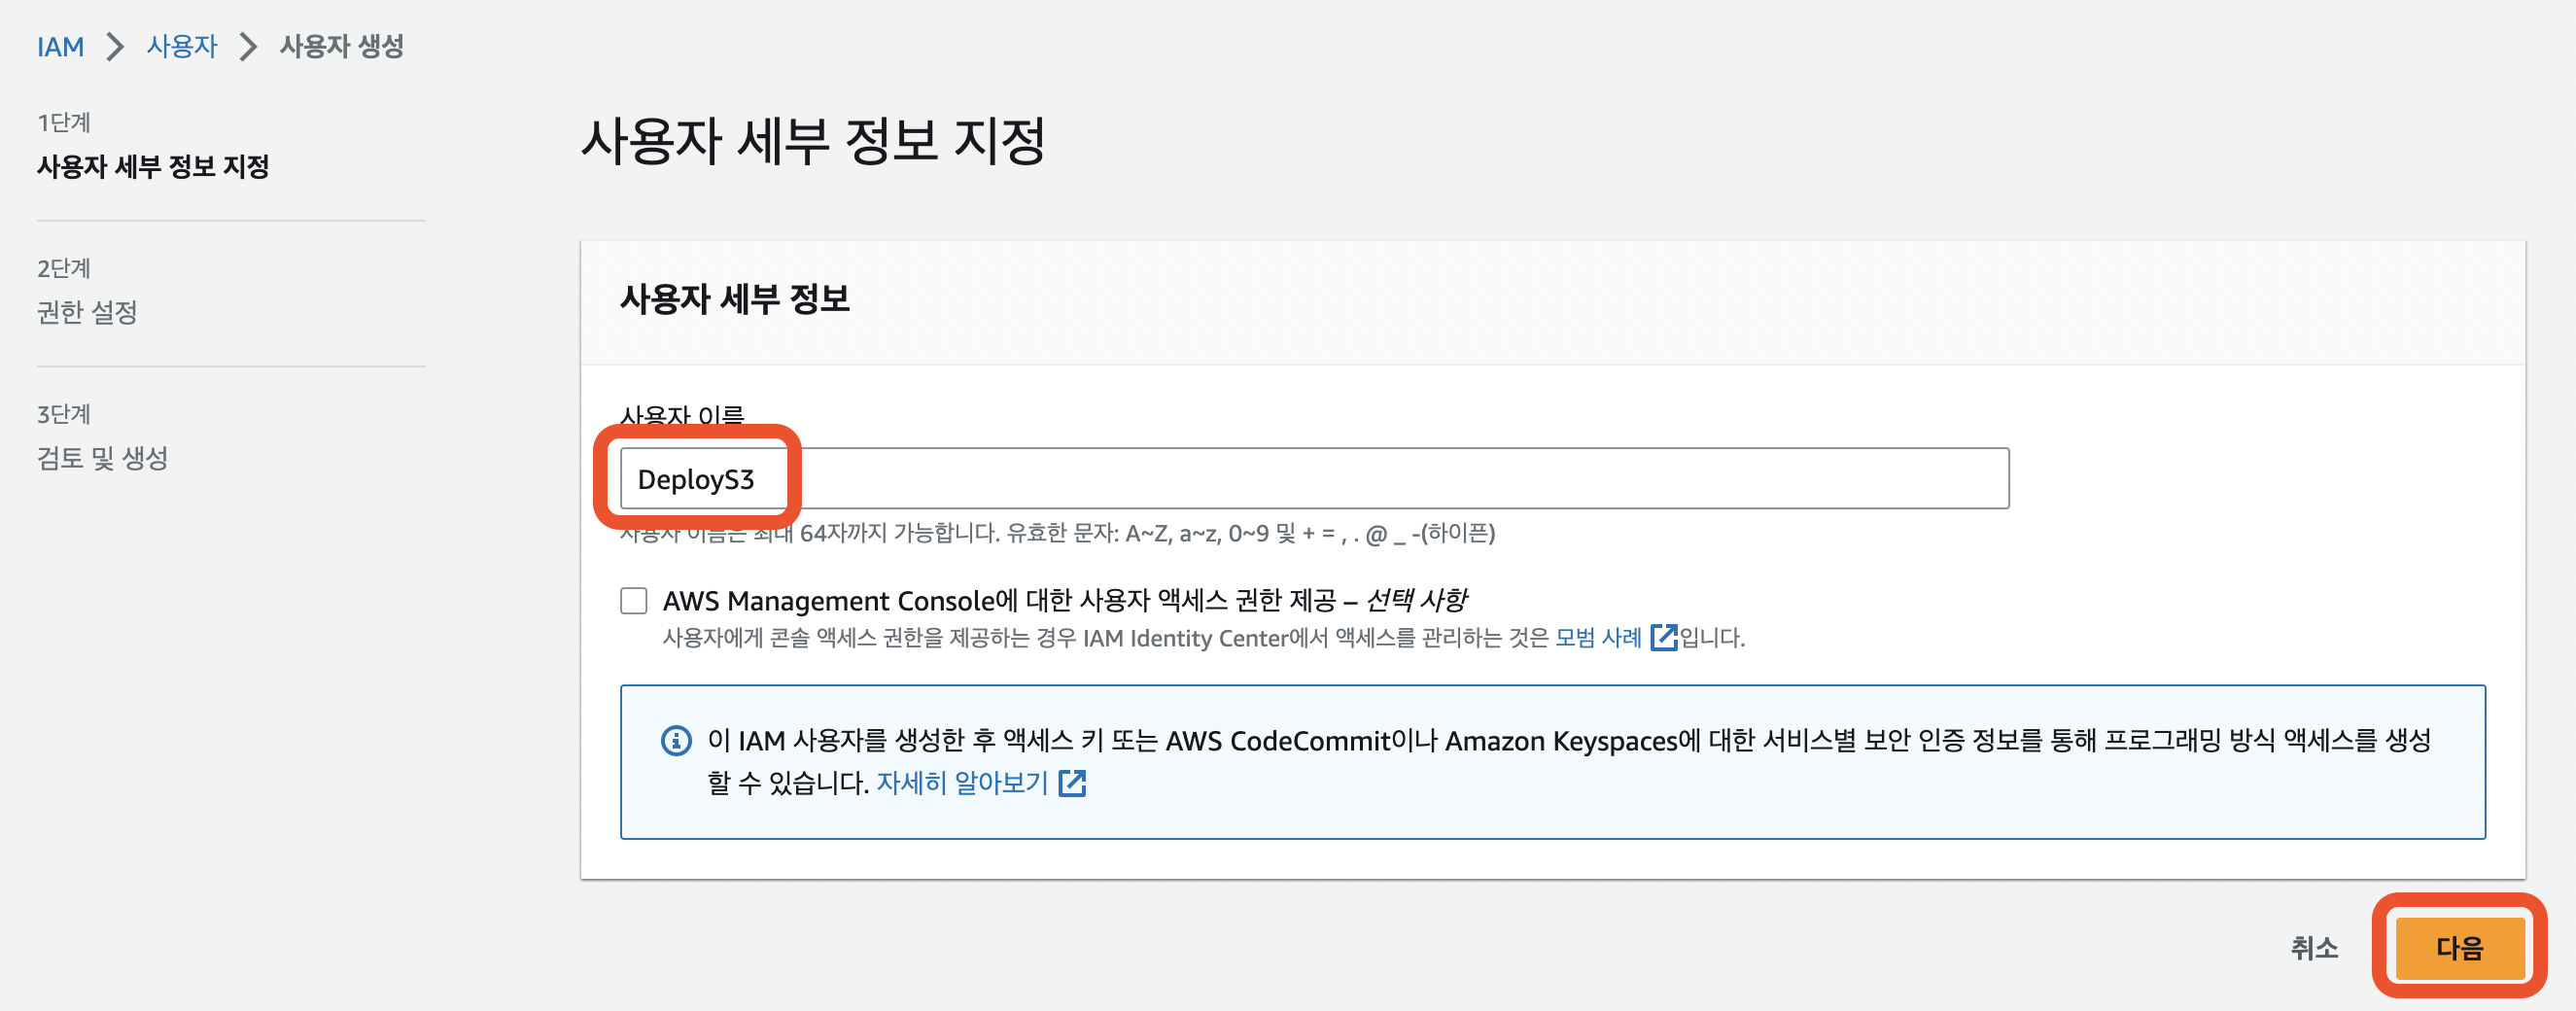 IAM > 사용자 > 사용자 생성
1단계
사용자 세부 정보 지정
2단계
권한 설정
3단계
검토 및 생성
사용자 세부 정보 지정
사용자 세부 정보
사용자 이름
DeployS3
사용자 이름은 최대 64자까지 가능합니다. 유효한 문자: A~Z, a~z, 0~9 및 + = , . @ _ -(하이픈)
AWS Management Console에 대한 사용자 액세스 권한 제공 – 선택 사항
사용자에게 콘솔 액세스 권한을 제공하는 경우 IAM Identity Center에서 액세스를 관리하는 것은 모범 사례 입니다.
이 IAM 사용자를 생성한 후 액세스 키 또는 AWS CodeCommit이나 Amazon Keyspaces에 대한 서비스별 보안 인증 정보를 통해 프로그래밍 방식 액세스를 생성
할 수 있습니다. 자세히 알아보기
취소
다음